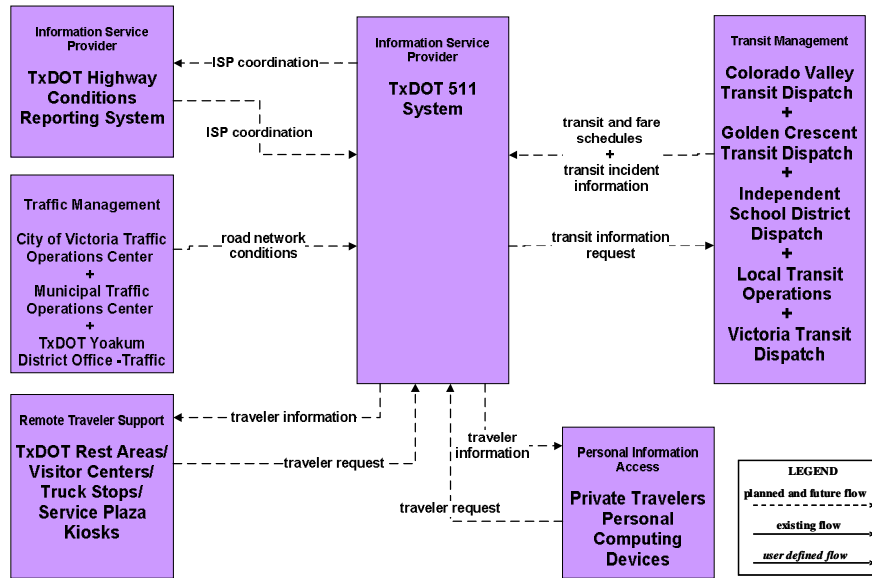 Information Service
Provider
TxDOT Highway
Conditions
Reporting System
ISP coordination
ISP coordination
Information Service
Provider
TxDOT 511
System
transit and fare
schedules
+
transit incident
information
transit information
request
Transit Management
Colorado Valley
Transit Dispatch
+
Golden Crescent
Transit Dispatch
+
Independent
School District
Dispatch
+
Local Transit
Operations
+
Victoria Transit
Dispatch
Traffic Management
City of Victoria Traffic
Operations Center
+
Municipal Traffic
Operations Center
+
TxDOT Yoakum
District Office -Traffic
road network
conditions
Remote Traveler Support
TxDOT Rest Areas/
Visitor Centers/
Truck Stops/
Service Plaza
Kiosks
traveler information
traveler request
traveler
information
traveler request
Personal Information
Access
Private Travelers
Personal
Computing
Devices
LEGEND
planned and future flow
existing flow
user defined flow